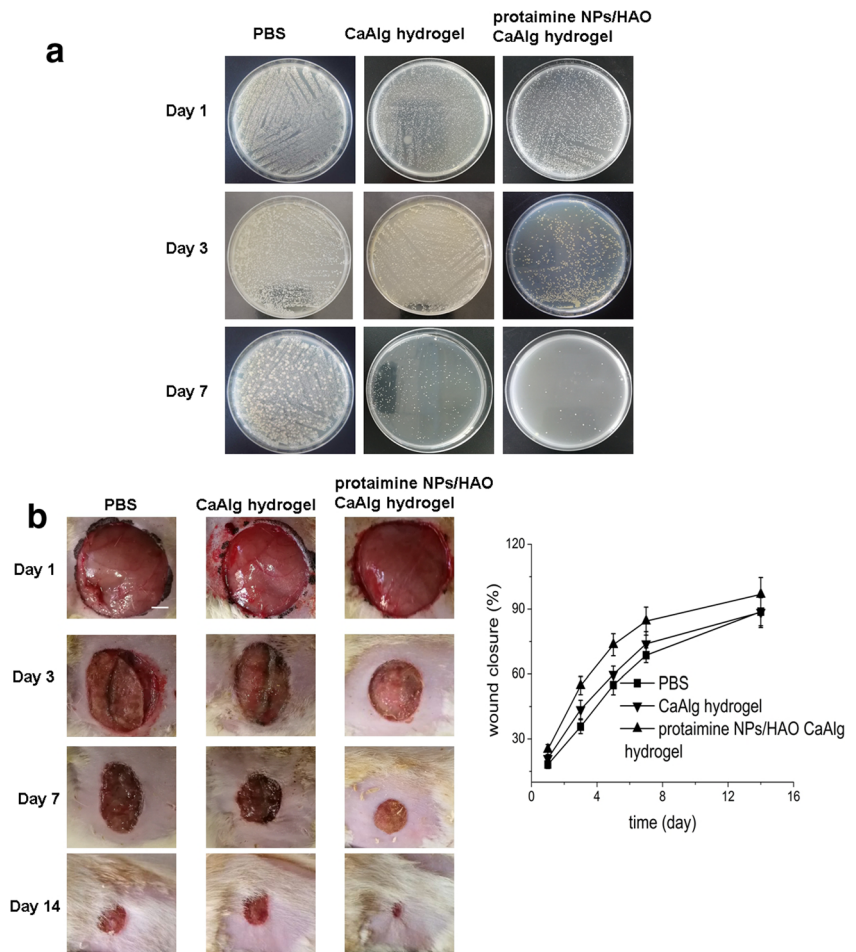 a
PBS
CaAlg hydrogel
protaimine NPs/HAO
CaAlg hydrogel
Day 1
Day 3
Day 7
b
PBS
CaAlg hydrogel
protaimine NPs/HAO
CaAlg hydrogel
Day 1
Day 3
Day 7
Day 14
120
90
60
30
wound closure (%)
PBS
CaAlg hydrogel
protaimine NPs/HAO CaAlg
hydrogel
0
4
8
12
16
time (day)